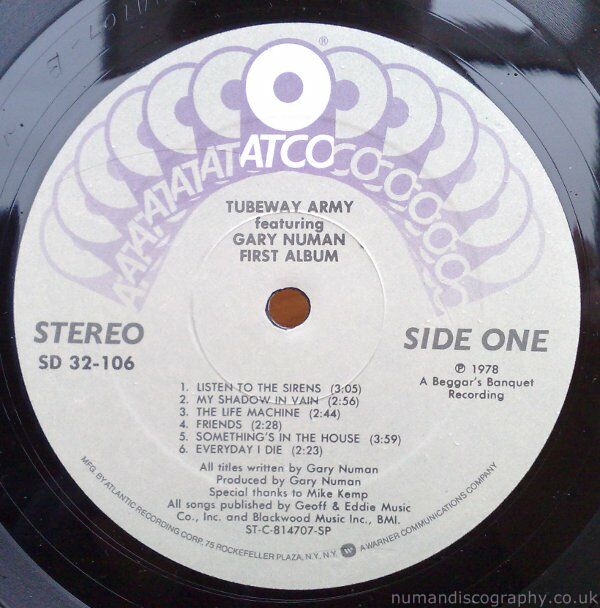 ®
ATCO
TUBEWAY ARMY
featuring
GARY NUMAN
FIRST ALBUM
STEREO
SD 32-106
SIDE ONE
℗ 1978
A Beggar's Banquet
Recording
1. LISTEN TO THE SIRENS (3:05)
2. MY SHADOW IN VAIN (2:56)
3. THE LIFE MACHINE (2:44)
4. FRIENDS (2:28)
5. SOMETHING'S IN THE HOUSE (3:59)
6. EVERYDAY I DIE (2:23)
All titles written by Gary Numan
Produced by Gary Numan
Special thanks to Mike Kemp
All songs published by Geoff & Eddie Music
Co., Inc. and Blackwood Music Inc., BMI.
ST-C-814707-SP
MFG. BY ATLANTIC RECORDING CORP. 75 ROCKEFELLER PLAZA, N.Y. N.Y. A WARNER COMMUNICATIONS COMPANY
numandiscography.co.uk